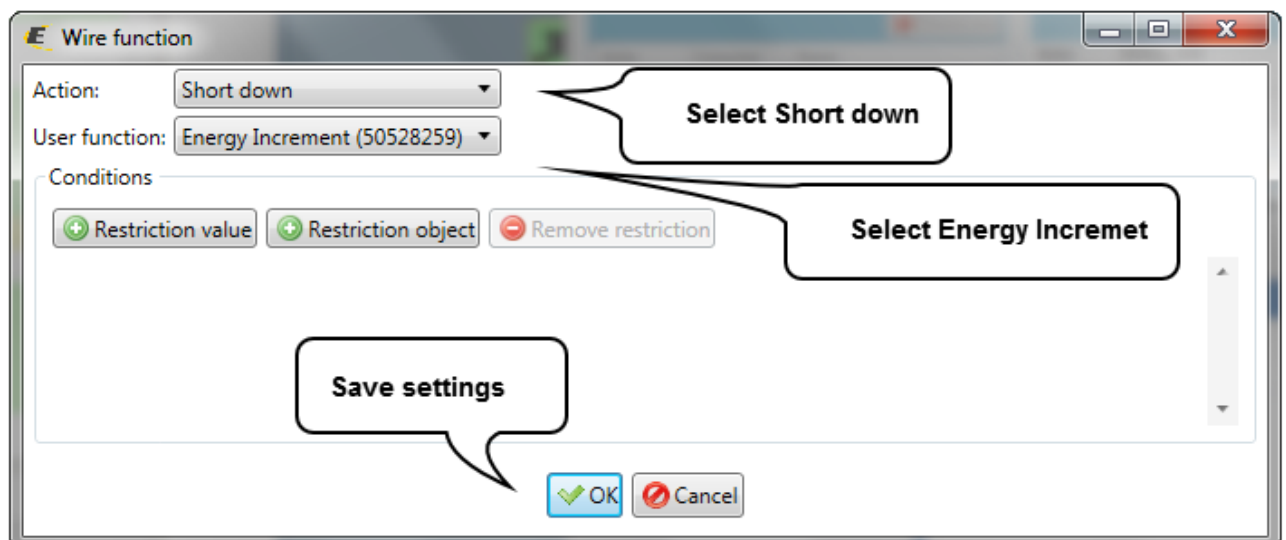 E Wire function
Action: Short down
Select Short down
User function: Energy Increment (50528259)
Conditions
Restriction value Restriction object Remove restriction
Select Energy Incremet
Save settings
OK Cancel